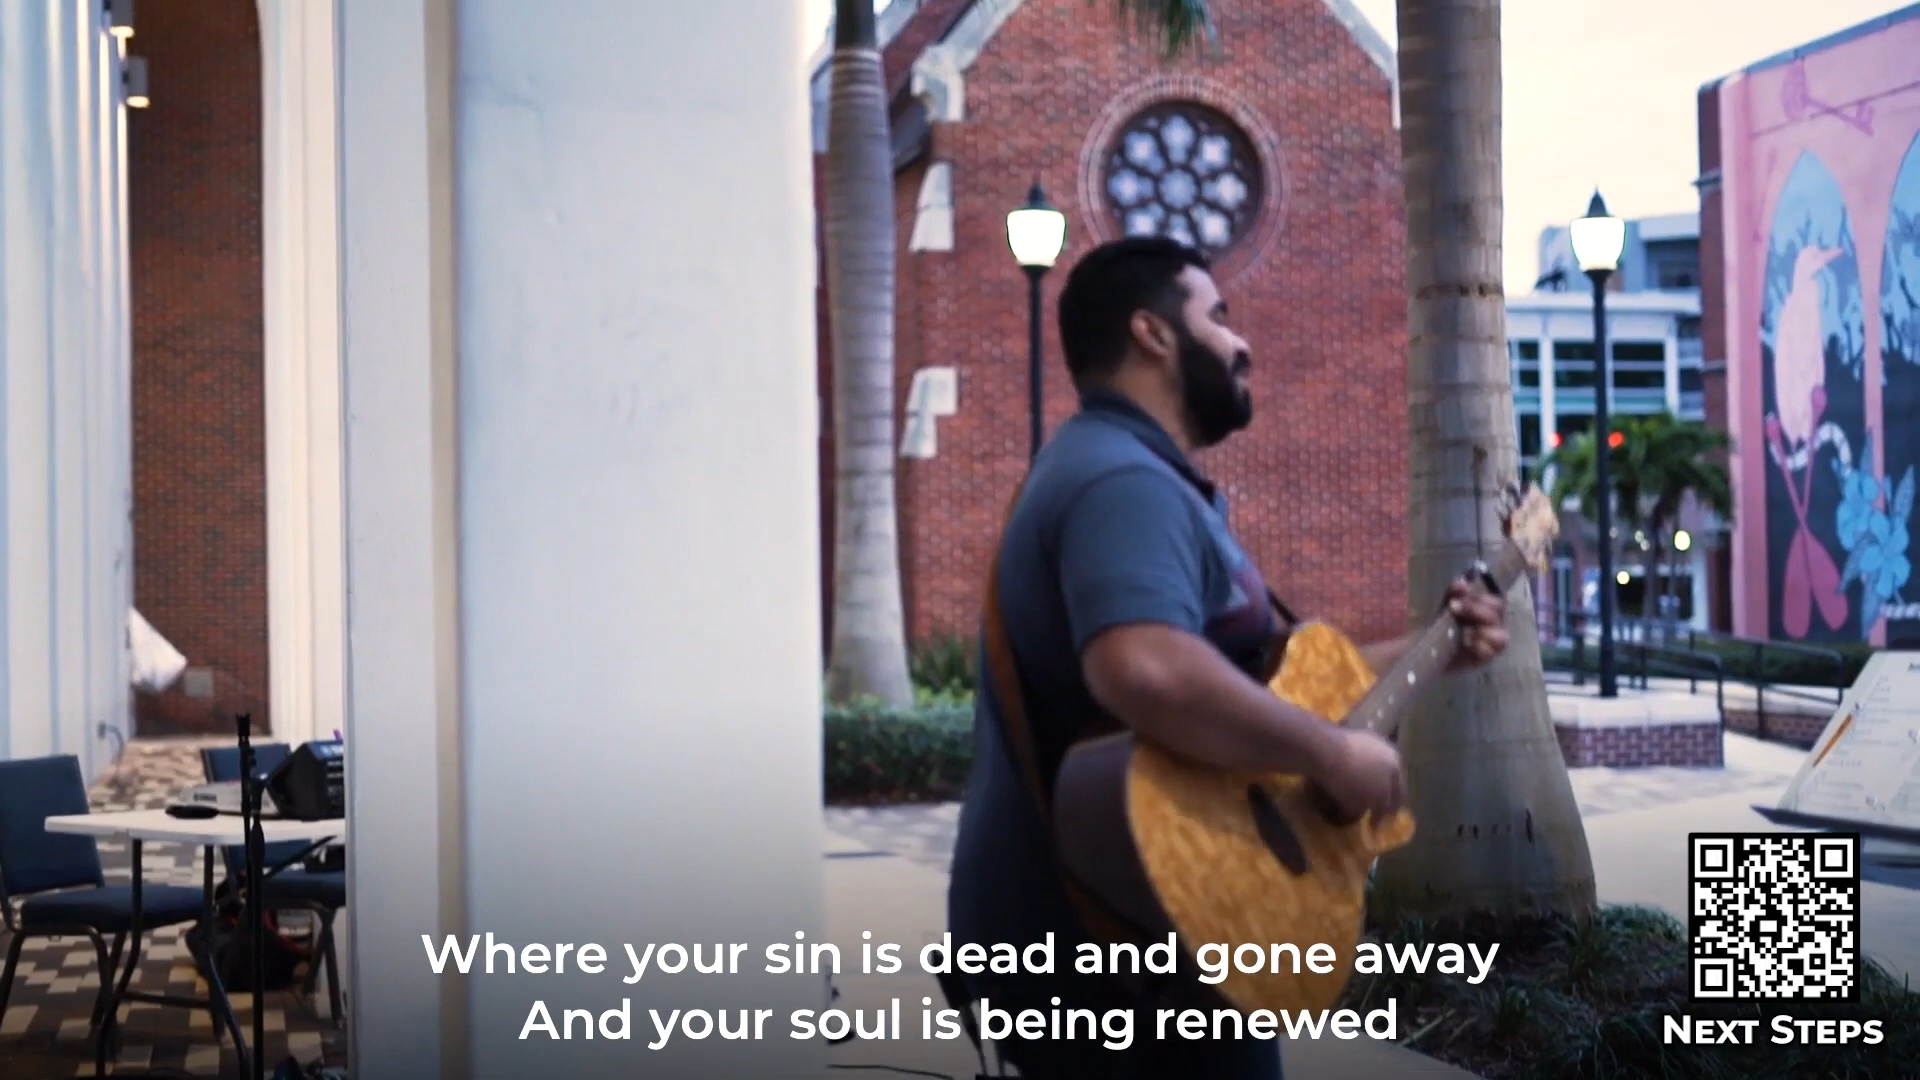 Where your sin is dead and gone away
And your soul is being renewed
Next Steps